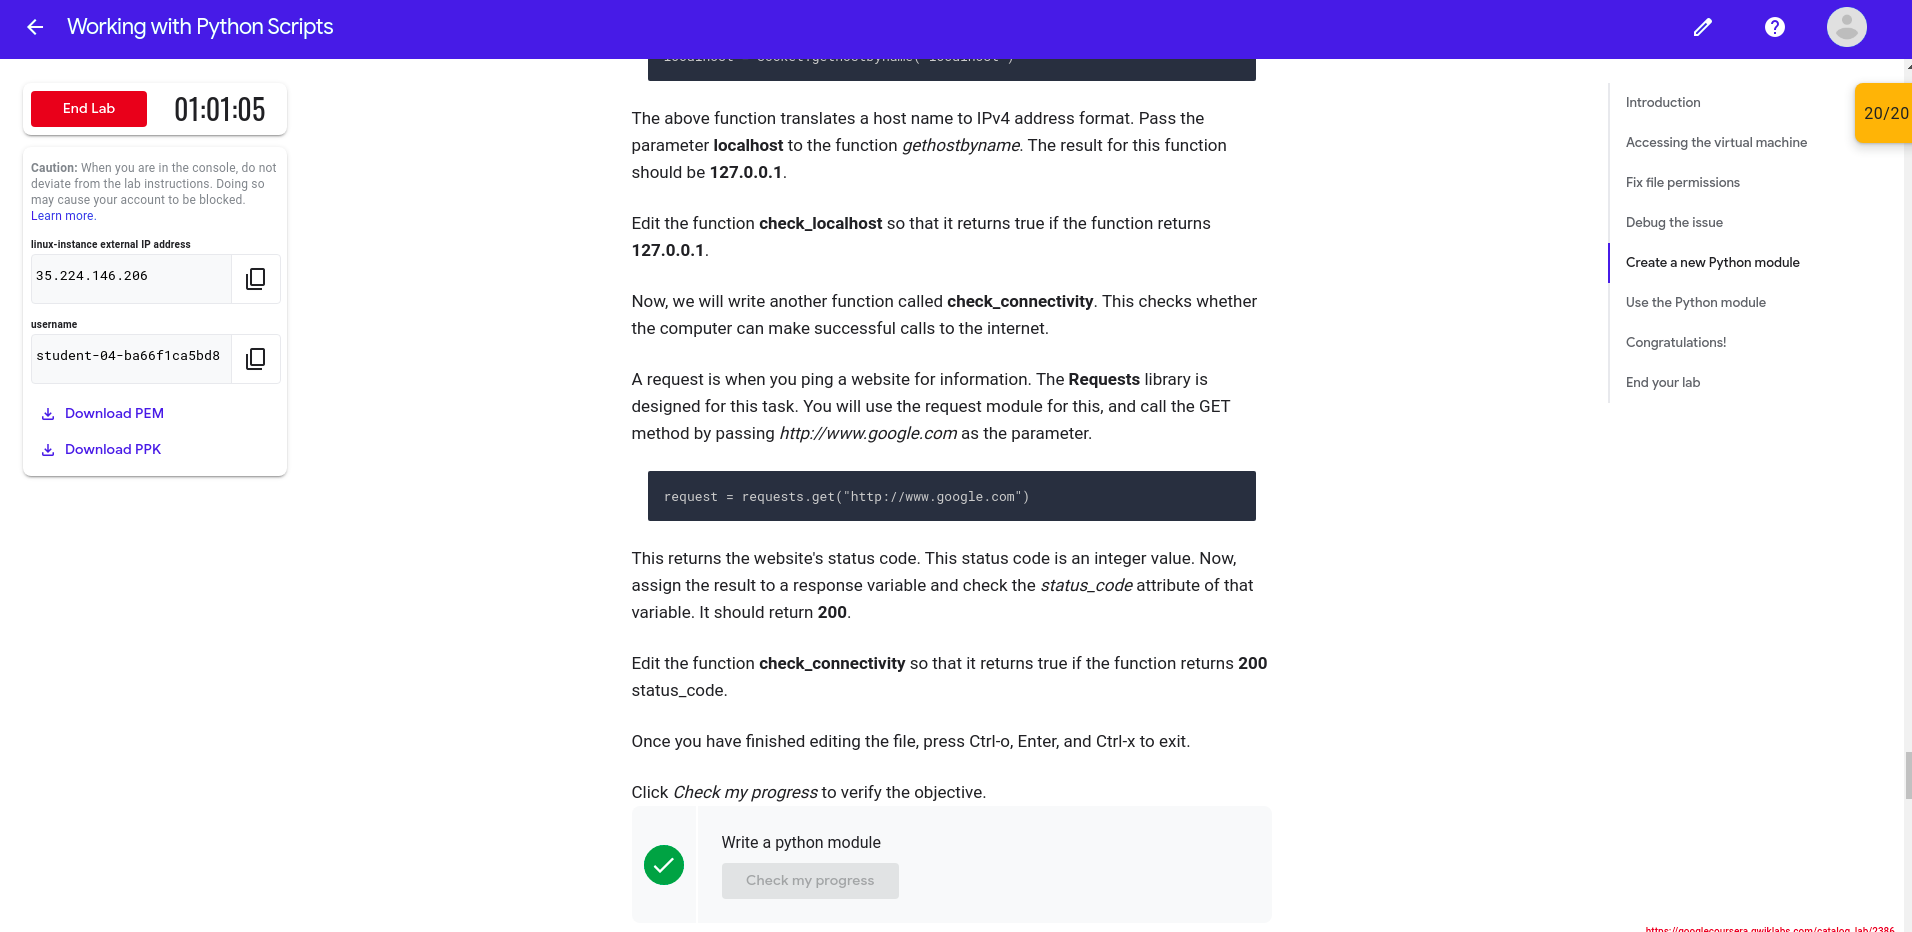 Working with Python Scripts
End Lab
01:01:05
Caution: When you are in the console, do not
deviate from the lab instructions. Doing so
may cause your account to be blocked.
Learn more.
linux-instance external IP address
35.224.146.206
username
student-04-ba66f1ca5bd8
Download PEM
Download PPK
localhost = socket.gethostbyname('localhost')
The above function translates a host name to IPv4 address format. Pass the
parameter localhost to the function gethostbyname. The result for this function
should be 127.0.0.1.
Edit the function check_localhost so that it returns true if the function returns
127.0.0.1.
Now, we will write another function called check_connectivity. This checks whether
the computer can make successful calls to the internet.
A request is when you ping a website for information. The Requests library is
designed for this task. You will use the request module for this, and call the GET
method by passing http://www.google.com as the parameter.
request = requests.get("http://www.google.com")
This returns the website's status code. This status code is an integer value. Now,
assign the result to a response variable and check the status_code attribute of that
variable. It should return 200.
Edit the function check_connectivity so that it returns true if the function returns 200
status_code.
Once you have finished editing the file, press Ctrl-o, Enter, and Ctrl-x to exit.
Click Check my progress to verify the objective.
Write a python module
Check my progress
Introduction
Accessing the virtual machine
Fix file permissions
Debug the issue
Create a new Python module
Use the Python module
Congratulations!
End your lab
20/20
https://googlecoursera.qwiklabs.com/catalog_lab/2386